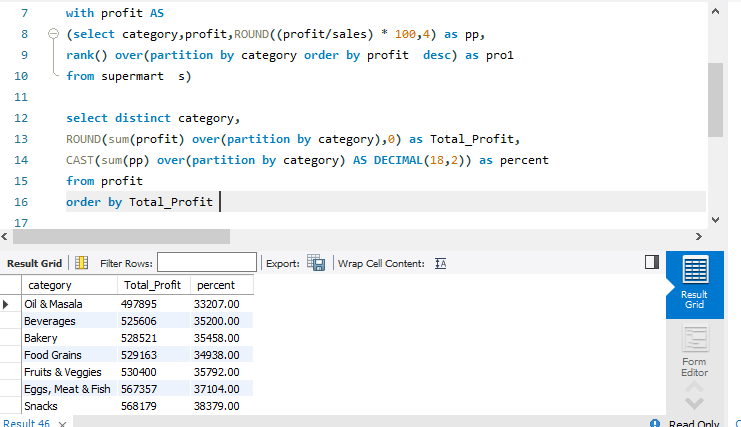 7 with profit AS
8 (select category,profit,ROUND((profit/sales) * 100,4) as pp,
9 rank() over(partition by category order by profit  desc) as pro1
10 from supermart  s)
11
12 select distinct category,
13 ROUND(sum(profit) over(partition by category),0) as Total_Profit,
14 CAST(sum(pp) over(partition by category) AS DECIMAL(18,2)) as percent
15 from profit
16 order by Total_Profit
17
Result Grid Filter Rows: Export: Wrap Cell Content: IA
category Total_Profit percent
Oil & Masala 497895 33207.00
Beverages 525606 35200.00
Bakery 528521 35458.00
Food Grains 529163 34938.00
Fruits & Veggies 530400 35792.00
Eggs, Meat & Fish 567357 37104.00
Snacks 568179 38379.00
Result
Grid
Form
Editor
Result 46 × Read Only